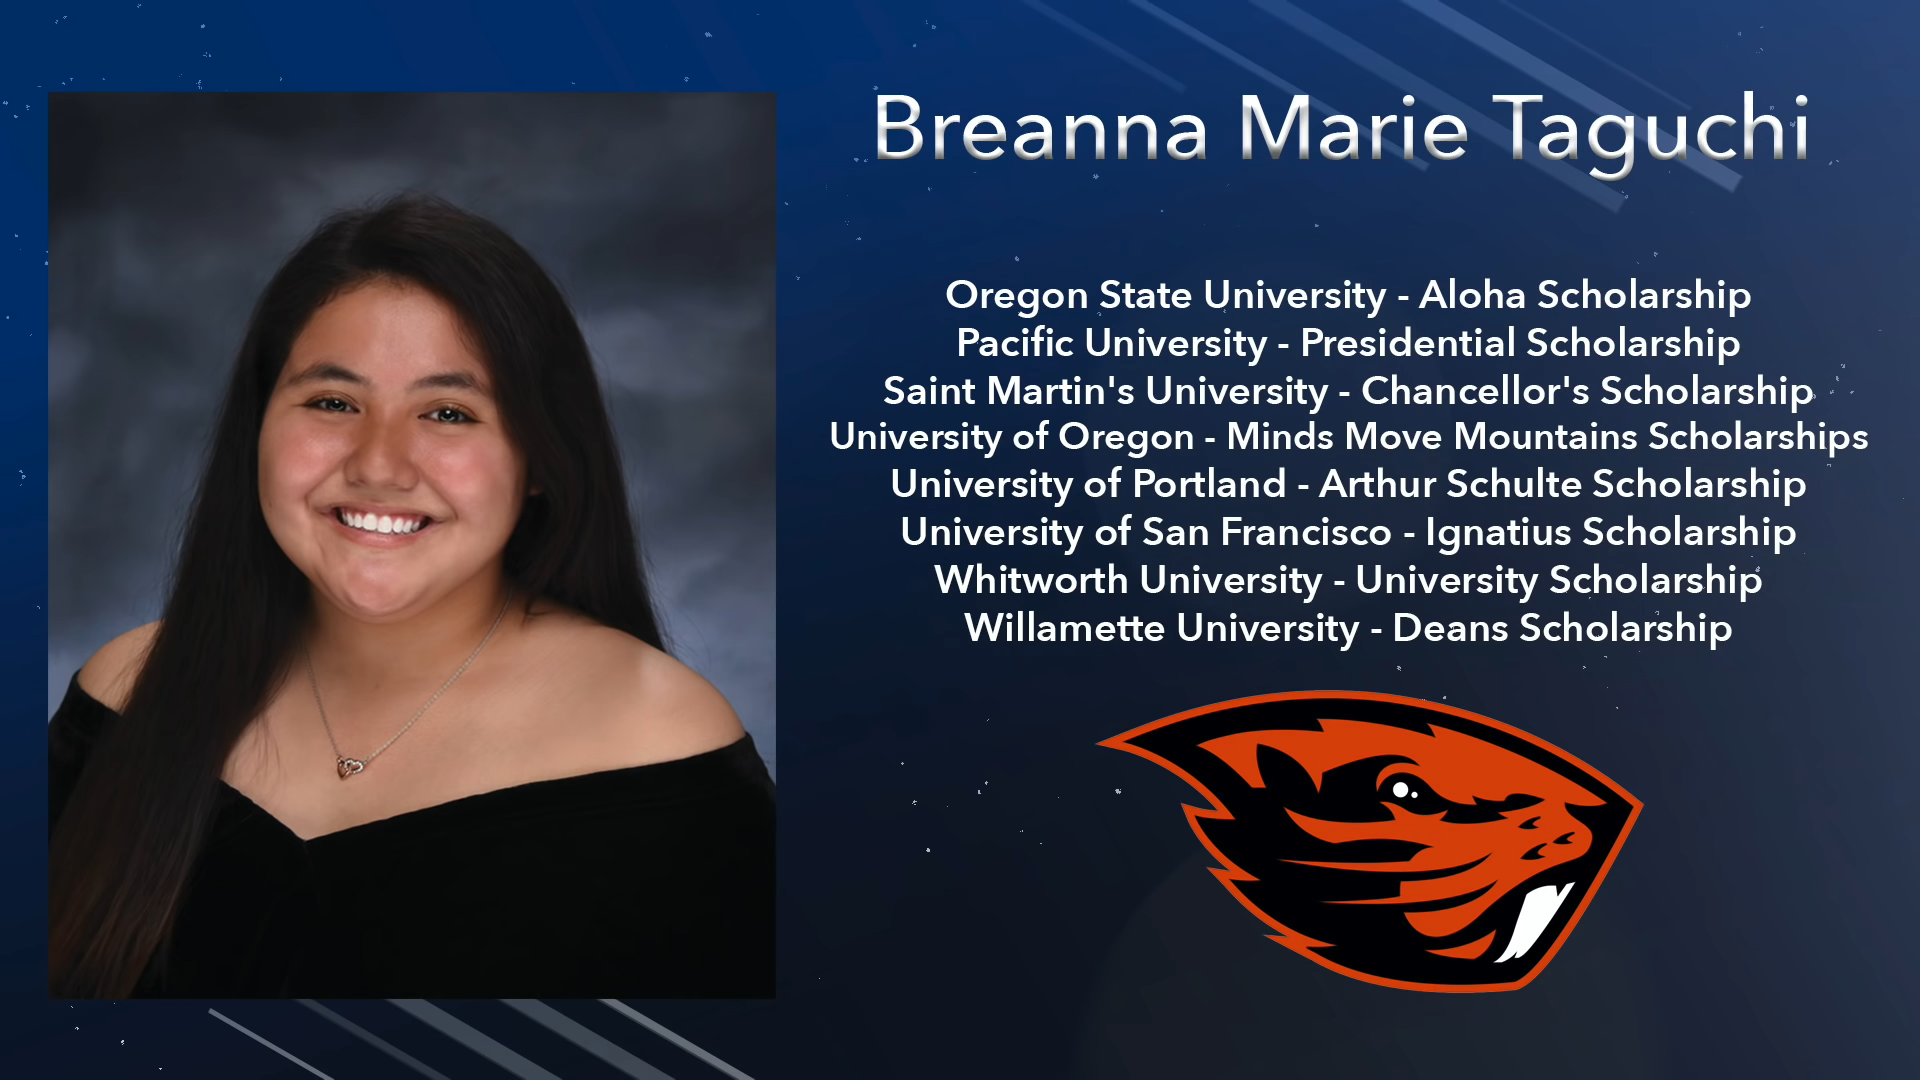 Breanna Marie Taguchi
Oregon State University - Aloha Scholarship
Pacific University - Presidential Scholarship
Saint Martin's University - Chancellor's Scholarship
University of Oregon - Minds Move Mountains Scholarships
University of Portland - Arthur Schulte Scholarship
University of San Francisco - Ignatius Scholarship
Whitworth University - University Scholarship
Willamette University - Deans Scholarship